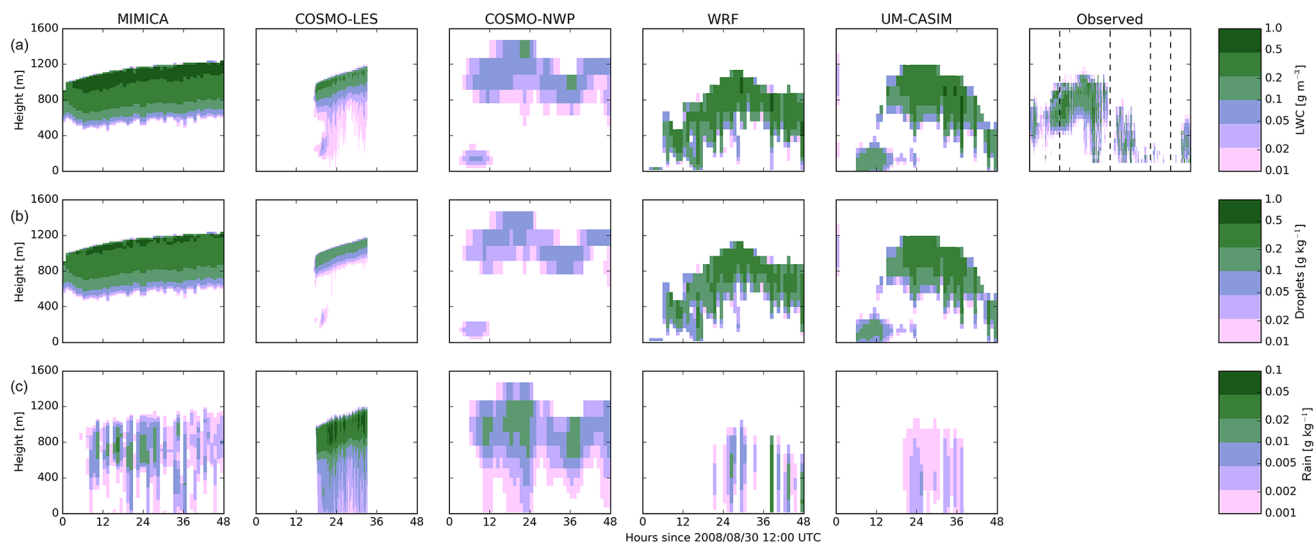 MIMICA COSMO-LES COSMO-NWP WRF UM-CASIM Observed
(a)
Height [m]
1600
1200
800
400
0
1.0
0.5
0.2
0.1
0.05
0.02
0.01
LWC [g m⁻³]
(b)
Height [m]
1600
1200
800
400
0
1.0
0.5
0.2
0.1
0.05
0.02
0.01
Droplets [g kg⁻¹]
(c)
Height [m]
1600
1200
800
400
0
0 12 24 36 48
0 12 24 36 48
0 12 24 36 48
0 12 24 36 48
0 12 24 36 48
0.1
0.05
0.02
0.01
0.005
0.002
0.001
Rain [g kg⁻¹]
Hours since 2008/08/30 12:00 UTC